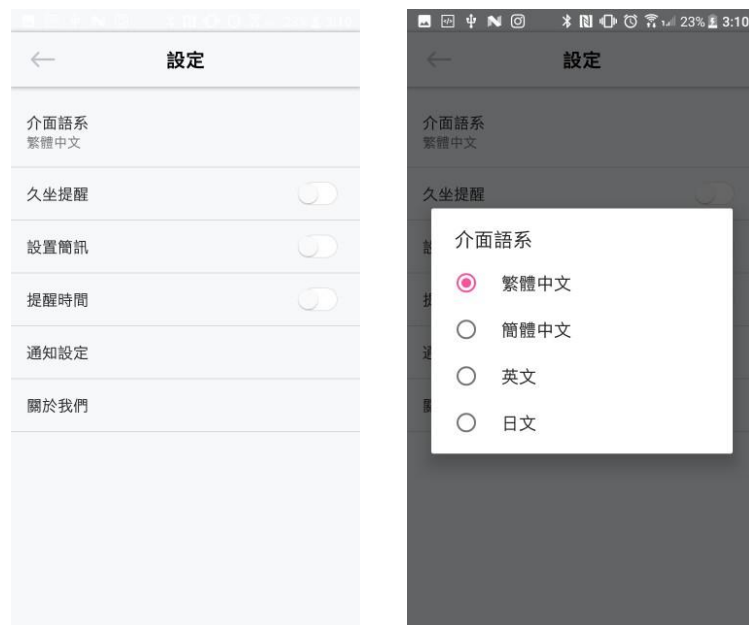 設定
介面語系
繁體中文
久坐提醒
設置簡訊
提醒時間
通知設定
關於我們
23% 3:10
設定
介面語系
繁體中文
久坐提醒
介面語系
繁體中文
簡體中文
英文
日文